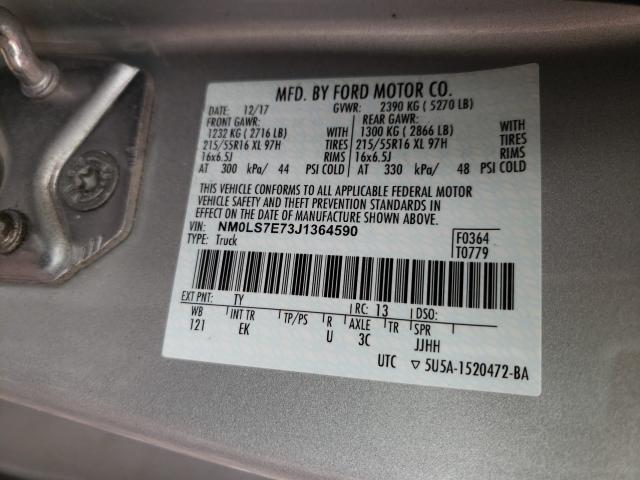 MFD. BY FORD MOTOR CO.
DATE: 12/17 GVWR: 2390 KG ( 5270 LB)
FRONT GAWR: REAR GAWR:
1232 KG ( 2716 LB) WITH 1300 KG ( 2866 LB) WITH
215/55R16 XL 97H TIRES 215/55R16 XL 97H TIRES
16x6.5J RIMS 16x6.5J RIMS
AT 300 kPa/ 44 PSI COLD AT 330 kPa/ 48 PSI COLD
THIS VEHICLE CONFORMS TO ALL APPLICABLE FEDERAL MOTOR
VEHICLE SAFETY AND THEFT PREVENTION STANDARDS IN
EFFECT ON THE DATE OF MANUFACTURE SHOWN ABOVE.
VIN: NM0LS7E73J1364590 F0364
TYPE: Truck T0779
EXT PNT: TY RC: 13 DSO:
WB INT TR TP/PS R AXLE TR SPR
121 EK U 3C JJHH
UTC ▽ 5U5A-1520472-BA